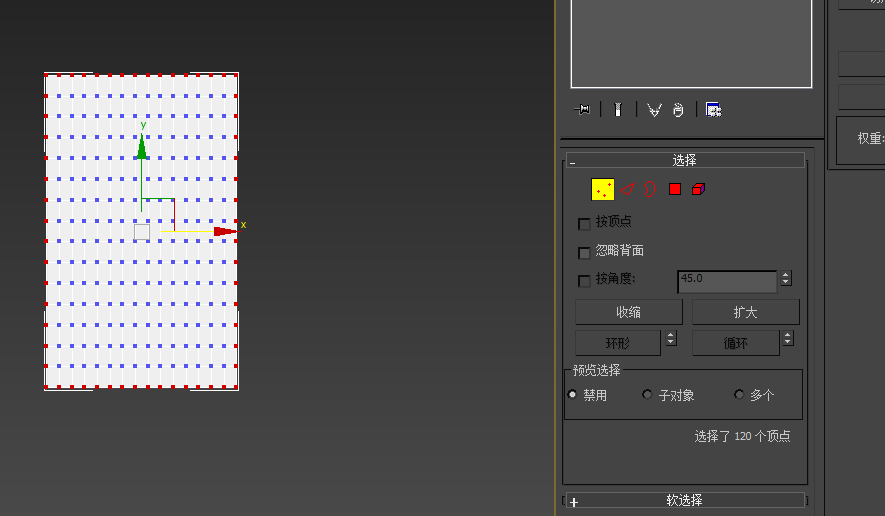 y
x
权重:
- 选择
按顶点
忽略背面
按角度: 45.0
收缩 扩大
环形 循环
预览选择
禁用 子对象 多个
选择了 120 个顶点
+ 软选择